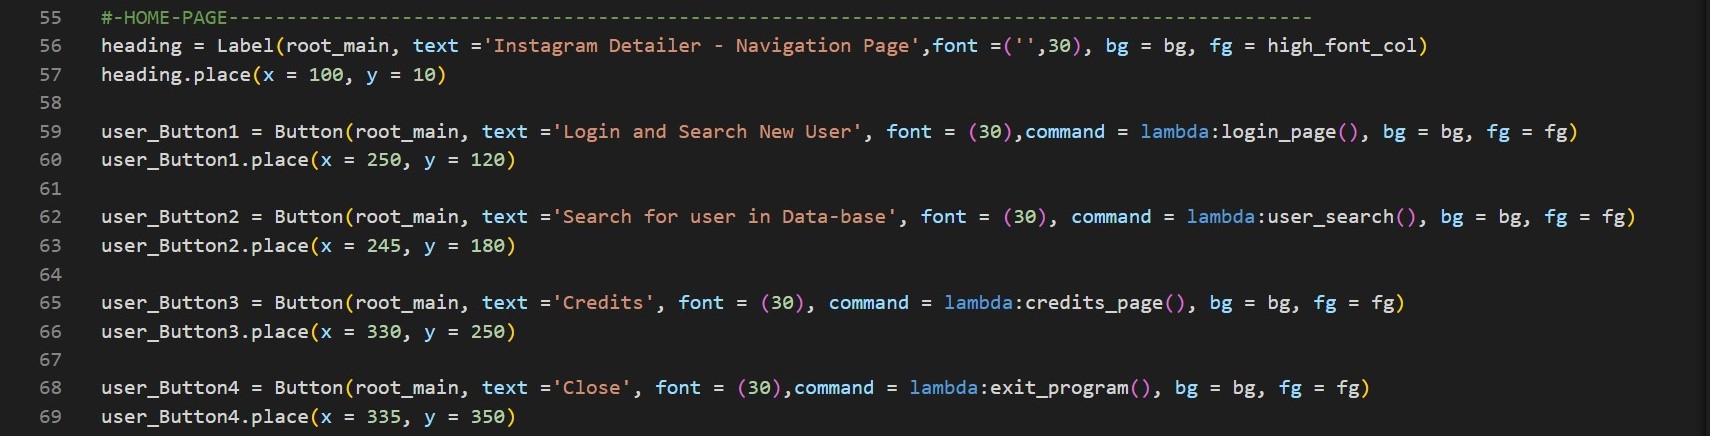 55 #-HOME-PAGE----------------------------------------------------------------------------------------------
56 heading = Label(root_main, text ='Instagram Detailer - Navigation Page',font =('',30), bg = bg, fg = high_font_col)
57 heading.place(x = 100, y = 10)
58
59 user_Button1 = Button(root_main, text ='Login and Search New User', font = (30),command = lambda:login_page(), bg = bg, fg = fg)
60 user_Button1.place(x = 250, y = 120)
61
62 user_Button2 = Button(root_main, text ='Search for user in Data-base', font = (30), command = lambda:user_search(), bg = bg, fg = fg)
63 user_Button2.place(x = 245, y = 180)
64
65 user_Button3 = Button(root_main, text ='Credits', font = (30), command = lambda:credits_page(), bg = bg, fg = fg)
66 user_Button3.place(x = 330, y = 250)
67
68 user_Button4 = Button(root_main, text ='Close', font = (30),command = lambda:exit_program(), bg = bg, fg = fg)
69 user_Button4.place(x = 335, y = 350)